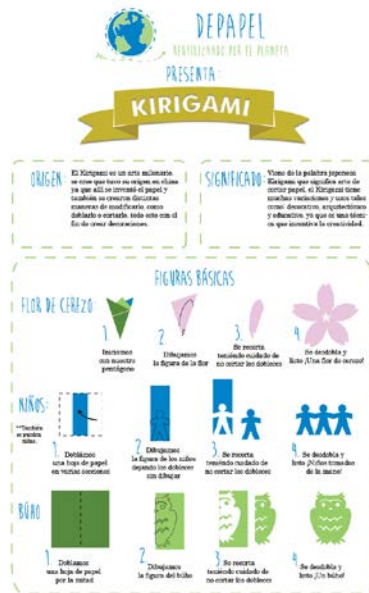 DEPAPEL
REUTILIZANDO POR EL PLANETA
PRESENTA:
KIRIGAMI
ORIGEN:
El Kirigami es un arte milenario,
se cree que tuvo su origen en china
ya que allí se inventó el papel y
también se crearon distintas
maneras de modificarlo, como
doblarlo o cortarlo, todo esto con el
fin de crear decoraciones.
SIGNIFICADO:
Viene de la palabra japonesa
Kirigami que significa arte de
cortar papel, el Kirigami tiene
muchas variaciones y usos tales
como: decorativo, arquitectónico
y educativo, ya que es una técni-
ca que incentiva la creatividad.
FIGURAS BÁSICAS
FLOR DE CEREZO
1.
Iniciamos
con nuestro
pentágono
2
Dibujamos
la figura de la flor
3.
Se recorta
teniendo cuidado de
no cortar los dobleces
4.
Se desdobla y
listo ¡Una flor de cerezo!
NIÑOS:
**También
se
niñas.
1.
Doblamos
una hoja de papel
en varias secciones
2.
Dibujamos
la figura de los niños
dejando los dobleces
sin dibujar
3.
Se recorta
teniendo cuidado de
no cortar los dobleces
4.
Se desdobla y
listo ¡Niños tomados
de la mano!
BÚHO
1.
Doblamos
una hoja de papel
por la mitad
2.
Dibujamos
la figura del búho
3.
Se recorta
teniendo cuidado de
no cortar los dobleces
4.
Se desdobla y
listo ¡Un búho!